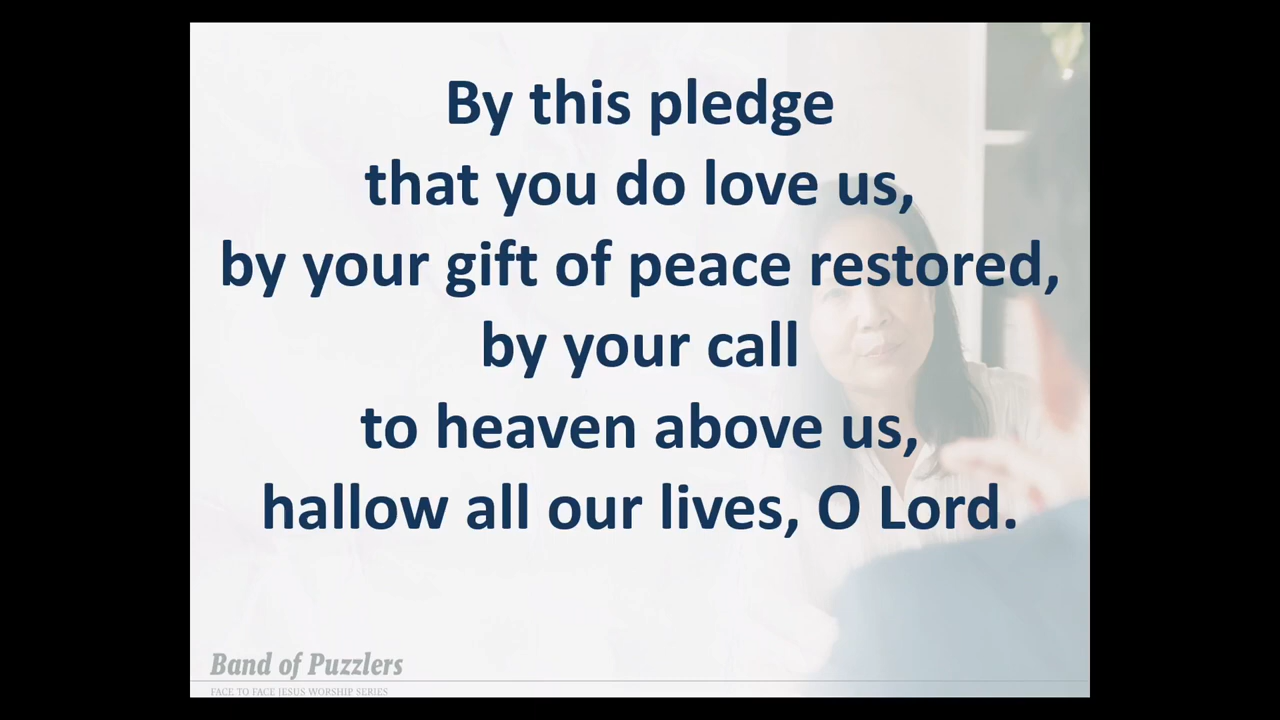 By this pledge
that you do love us,
by your gift of peace restored,
by your call
to heaven above us,
hallow all our lives, O Lord.
Band of Puzzlers
FACE TO FACE JESUS WORSHIP SERIES